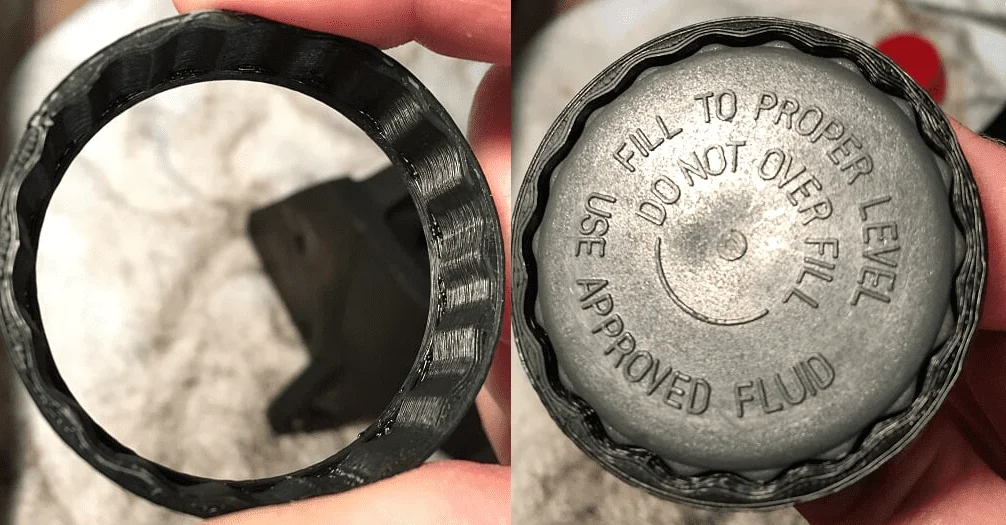 FILL TO PROPER LEVEL
DO NOT OVER FILL
USE APPROVED FLUID